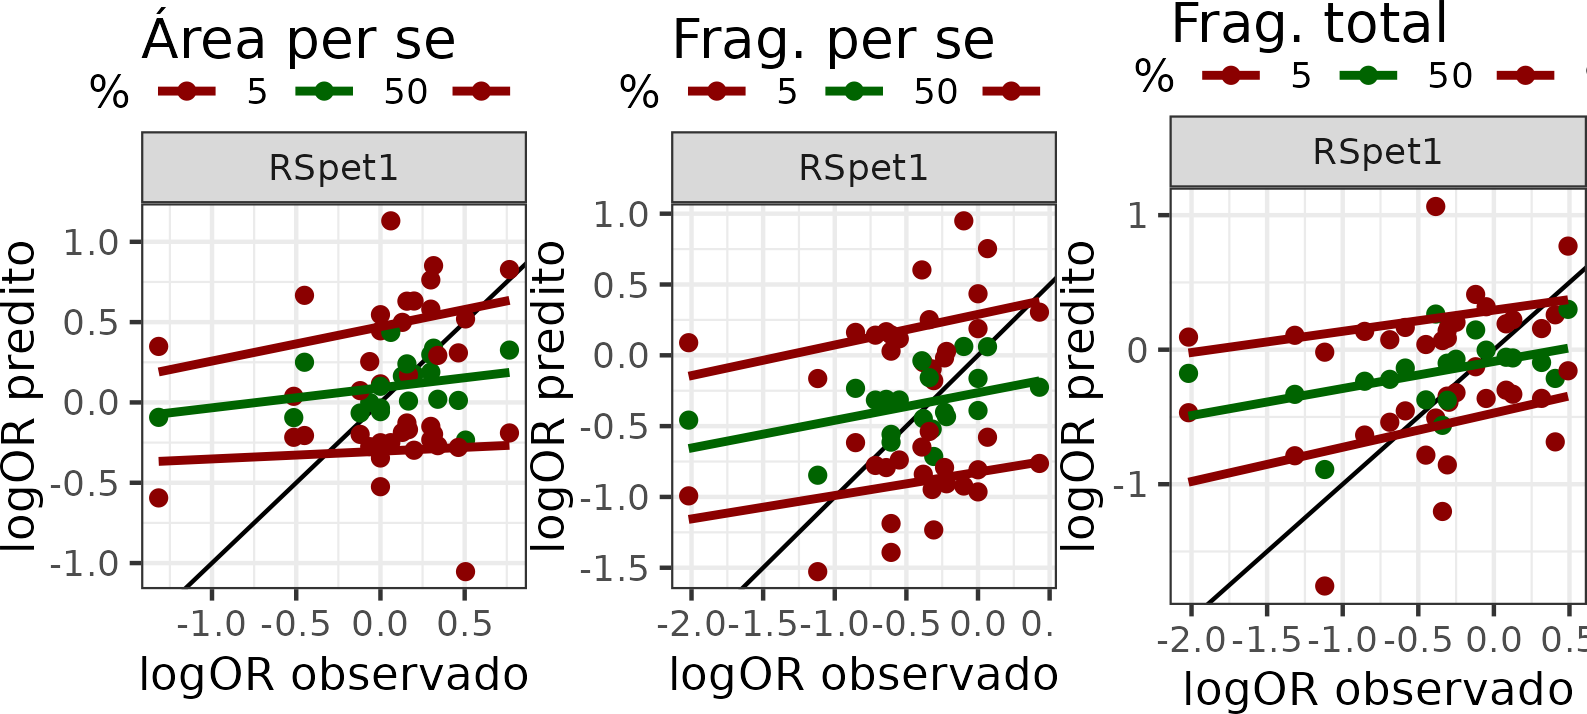 Área per se
% 5 50
RSpet1
1.0
0.5
0.0
-0.5
-1.0
-1.0 -0.5 0.0 0.5
logOR observado
logOR predito
Frag. per se
% 5 50
RSpet1
1.0
0.5
0.0
-0.5
-1.0
-1.5
-2.0 -1.5 -1.0 -0.5 0.0 0.
logOR observado
logOR predito
Frag. total
% 5 50
RSpet1
1
0
-1
-2.0 -1.5 -1.0 -0.5 0.0 0.5
logOR observado
logOR predito